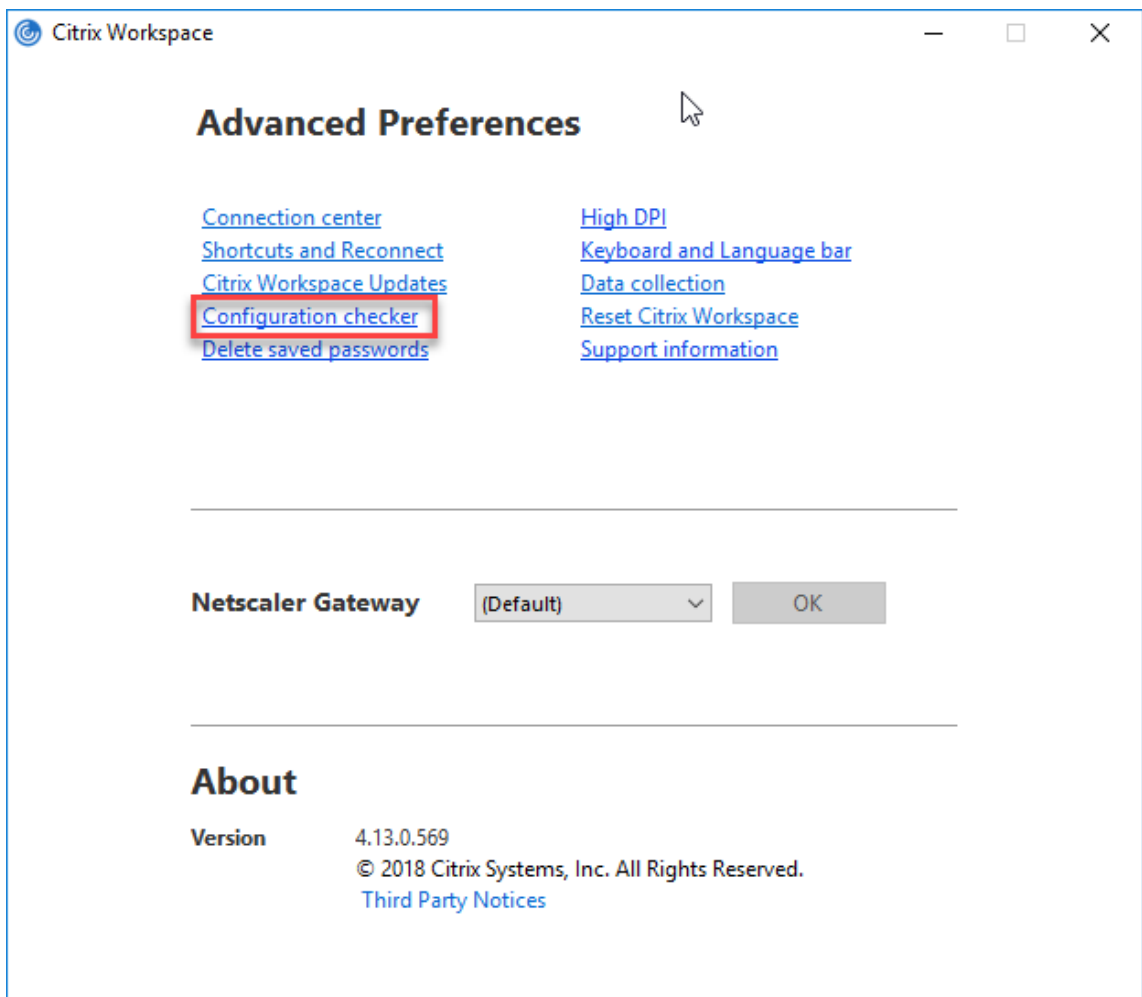 Citrix Workspace
Advanced Preferences
Connection center
Shortcuts and Reconnect
Citrix Workspace Updates
Configuration checker
Delete saved passwords
High DPI
Keyboard and Language bar
Data collection
Reset Citrix Workspace
Support information
Netscaler Gateway (Default) OK
About
Version 4.13.0.569
© 2018 Citrix Systems, Inc. All Rights Reserved.
Third Party Notices